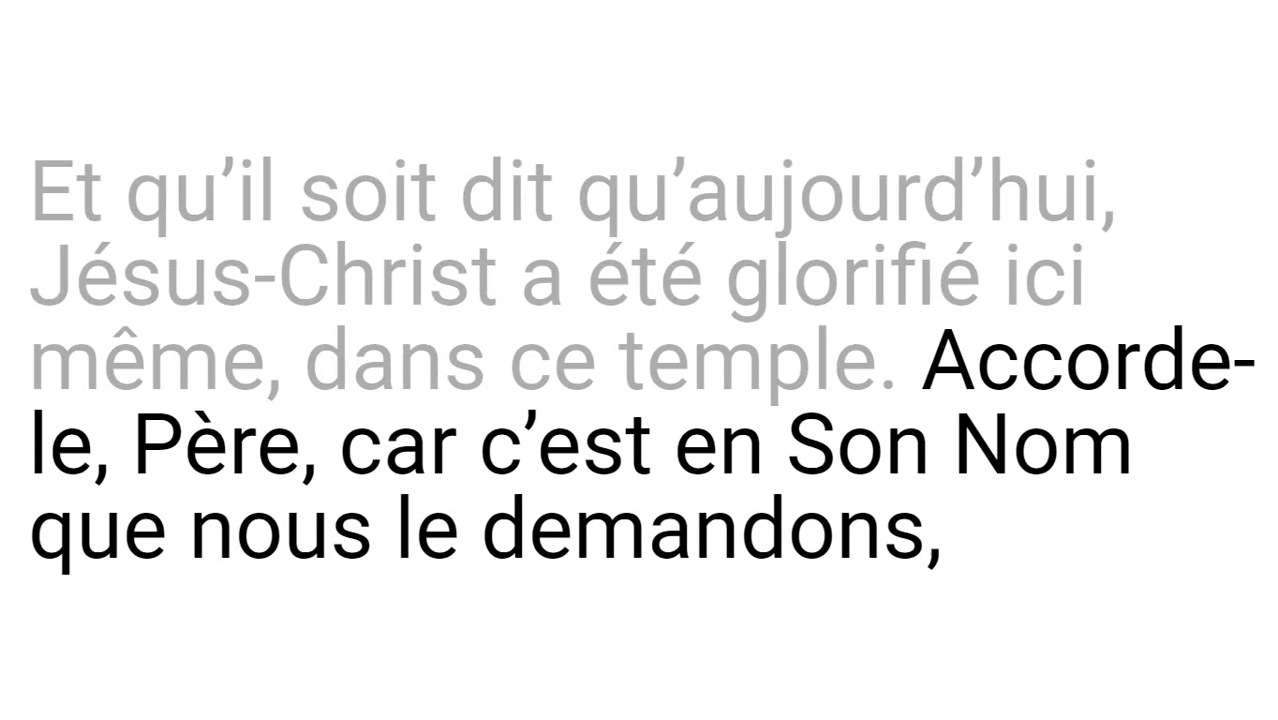 Et qu’il soit dit qu’aujourd’hui,
Jésus-Christ a été glorifié ici
même, dans ce temple. Accorde-
le, Père, car c’est en Son Nom
que nous le demandons,